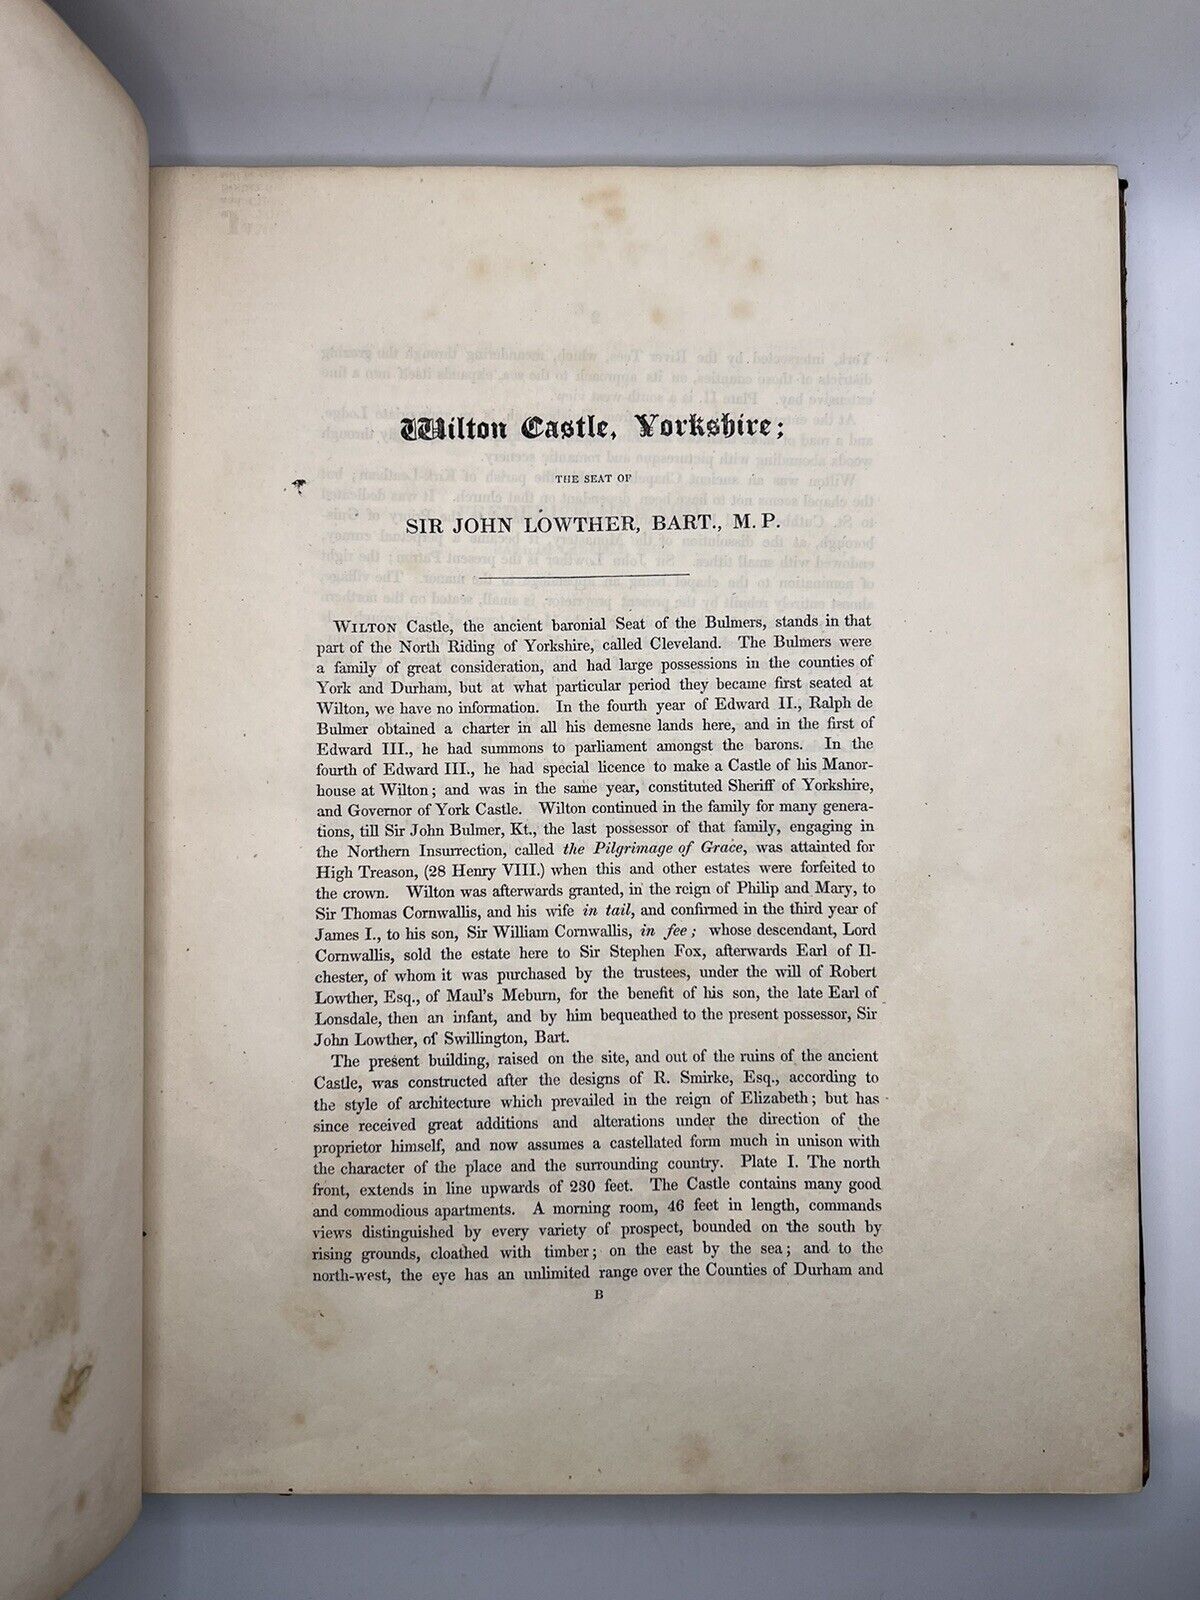 Wilton Castle, Yorkshire;
THE SEAT OF
SIR JOHN LOWTHER, BART., M. P.
WILTON Castle, the ancient baronial Seat of the Bulmers, stands in that
part of the North Riding of Yorkshire, called Cleveland. The Bulmers were
a family of great consideration, and had large possessions in the counties of
York and Durham, but at what particular period they became first seated at
Wilton, we have no information. In the fourth year of Edward II., Ralph de
Bulmer obtained a charter in all his demesne lands here, and in the first of
Edward III., he had summons to parliament amongst the barons. In the
fourth of Edward III., he had special licence to make a Castle of his Manor-
house at Wilton; and was in the same year, constituted Sheriff of Yorkshire,
and Governor of York Castle. Wilton continued in the family for many genera-
tions, till Sir John Bulmer, Kt., the last possessor of that family, engaging in
the Northern Insurrection, called the Pilgrimage of Grace, was attainted for
High Treason, (28 Henry VIII.) when this and other estates were forfeited to
the crown. Wilton was afterwards granted, in the reign of Philip and Mary, to
Sir Thomas Cornwallis, and his wife in tail, and confirmed in the third year of
James I., to his son, Sir William Cornwallis, in fee; whose descendant, Lord
Cornwallis, sold the estate here to Sir Stephen Fox, afterwards Earl of Il-
chester, of whom it was purchased by the trustees, under the will of Robert
Lowther, Esq., of Maul's Meburn, for the benefit of his son, the late Earl of
Lonsdale, then an infant, and by him bequeathed to the present possessor, Sir
John Lowther, of Swillington, Bart.
The present building, raised on the site, and out of the ruins of the ancient
Castle, was constructed after the designs of R. Smirke, Esq., according to
the style of architecture which prevailed in the reign of Elizabeth; but has
since received great additions and alterations under the direction of the
proprietor himself, and now assumes a castellated form much in unison with
the character of the place and the surrounding country. Plate I. The north
front, extends in line upwards of 230 feet. The Castle contains many good
and commodious apartments. A morning room, 46 feet in length, commands
views distinguished by every variety of prospect, bounded on the south by
rising grounds, cloathed with timber; on the east by the sea; and to the
north-west, the eye has an unlimited range over the Counties of Durham and
B